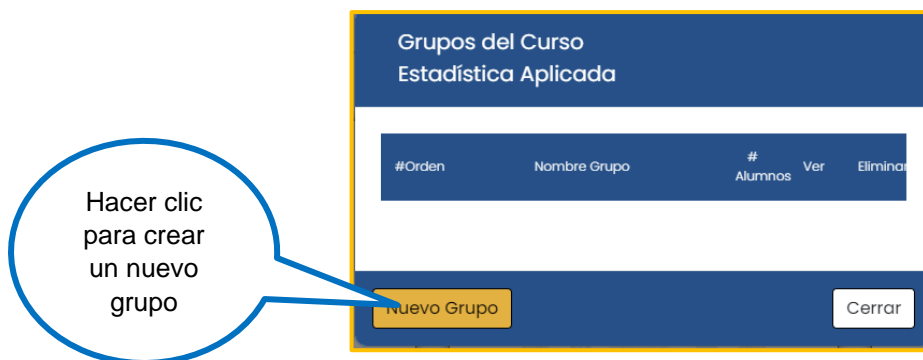 Grupos del Curso
Estadística Aplicada
#Orden Nombre Grupo # Alumnos Ver Eliminar
Hacer clic
para crear
un nuevo
grupo
Nuevo Grupo
Cerrar